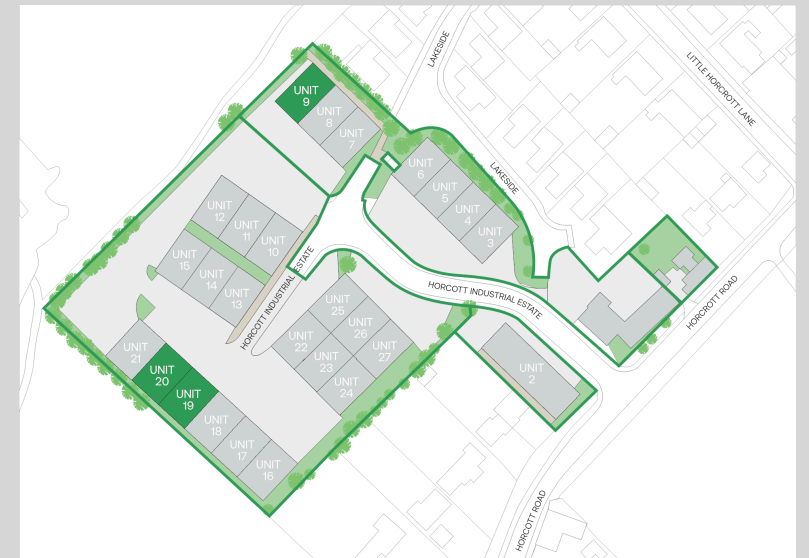 LAKESIDE
LITTLE HORCROTT LANE
UNIT
9
UNIT
8
UNIT
7
UNIT
6
UNIT
5
UNIT
4
UNIT
3
LAKESIDE
UNIT
12
UNIT
11
UNIT
10
UNIT
15
UNIT
14
UNIT
13
HORCOTT INDUSTRIAL ESTATE
HORCOTT INDUSTRIAL ESTATE
HORCROTT ROAD
UNIT
25
UNIT
26
UNIT
27
UNIT
22
UNIT
23
UNIT
24
UNIT
2
UNIT
21
UNIT
20
UNIT
19
UNIT
18
UNIT
17
UNIT
16
HORCOTT ROAD